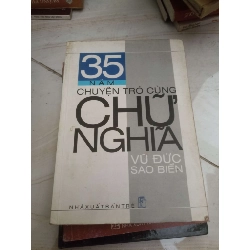 35
NĂM
CHUYỆN TRÒ CÙNG
CHỮ
NGHĨA
VŨ ĐỨC
SAO BIỂN
NHÀ XUẤT BẢN TRẺ